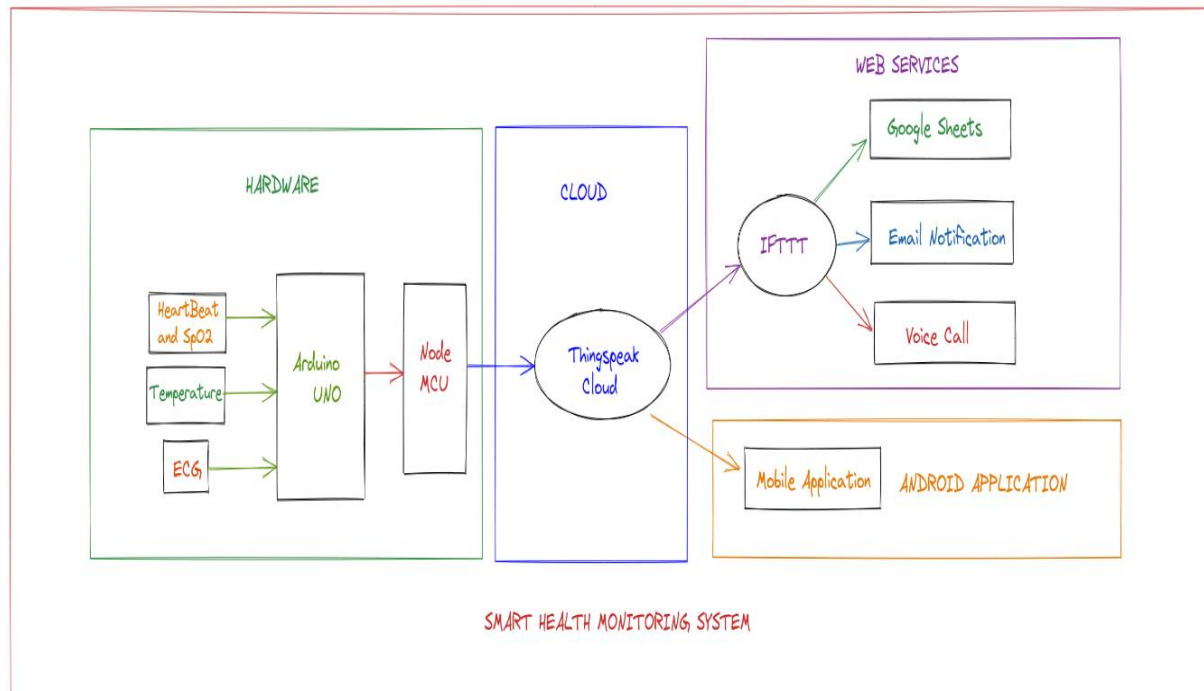 WEB SERVICES
Google Sheets
HARDWARE
CLOUD
IFTTT
Email Notification
HeartBeat
and SpO2
Arduino
UNO
Node
MCU
Thingspeak
Cloud
Voice Call
Temperature
ECG
Mobile Application
ANDROID APPLICATION
SMART HEALTH MONITORING SYSTEM